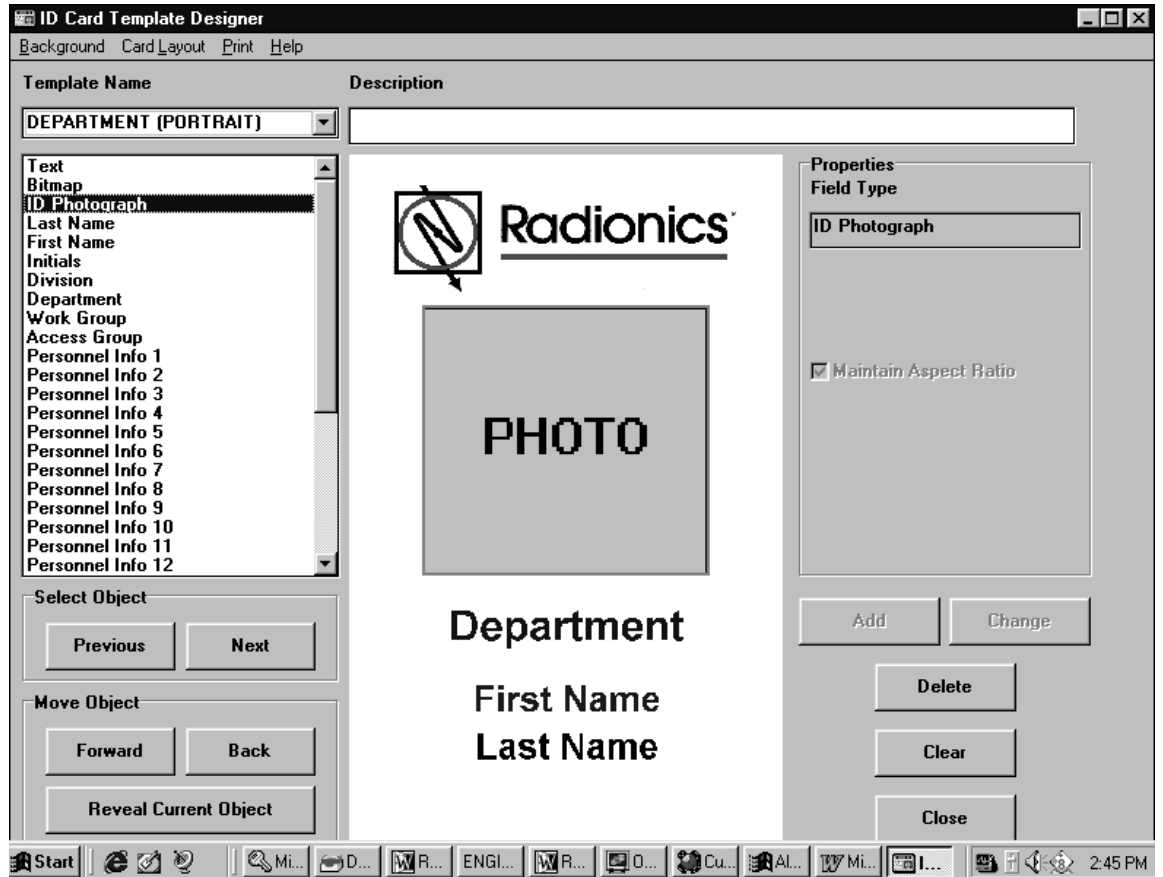 ID Card Template Designer
Background Card Layout Print Help
Template Name
Description
DEPARTMENT (PORTRAIT)
Text
Bitmap
ID Photograph
Last Name
First Name
Initials
Division
Department
Work Group
Access Group
Personnel Info 1
Personnel Info 2
Personnel Info 3
Personnel Info 4
Personnel Info 5
Personnel Info 6
Personnel Info 7
Personnel Info 8
Personnel Info 9
Personnel Info 10
Personnel Info 11
Personnel Info 12
Select Object
Previous Next
Move Object
Forward Back
Reveal Current Object
Radionics
PHOTO
Department
First Name
Last Name
Properties
Field Type
ID Photograph
Maintain Aspect Ratio
Add Change
Delete
Clear
Close
Start Mi... D... R... ENGI... R... O... Cu... Al... Mi... I... 2:45 PM